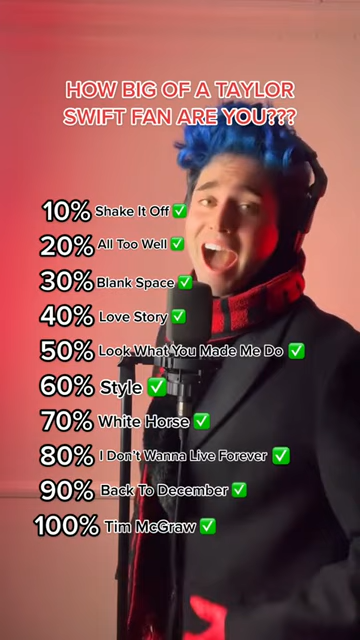 HOW BIG OF A TAYLOR
SWIFT FAN ARE YOU???
10% Shake It Off ✅
20% All Too Well ✅
30% Blank Space ✅
40% Love Story ✅
50% Look What You Made Me Do ✅
60% Style ✅
70% White Horse ✅
80% I Don't Wanna Live Forever ✅
90% Back To December ✅
100% Tim McGraw ✅